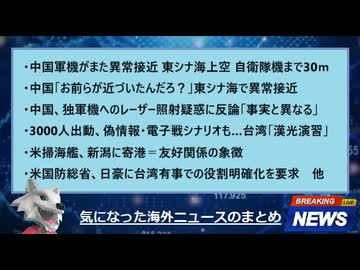 ・中国軍機がまた異常接近 東シナ海上空 自衛隊機まで30m
・中国「お前らが近づいたんだろ？」東シナ海で異常接近
・中国、独軍機へのレーザー照射疑惑に反論「事実と異なる」
・3000人出動、偽情報・電子戦シナリオも…台湾「漢光演習」
・米掃海艦、新潟に寄港＝友好関係の象徴
・米国防総省、日豪に台湾有事での役割明確化を要求　他
気になった海外ニュースのまとめ
BREAKING LIVE
NEWS